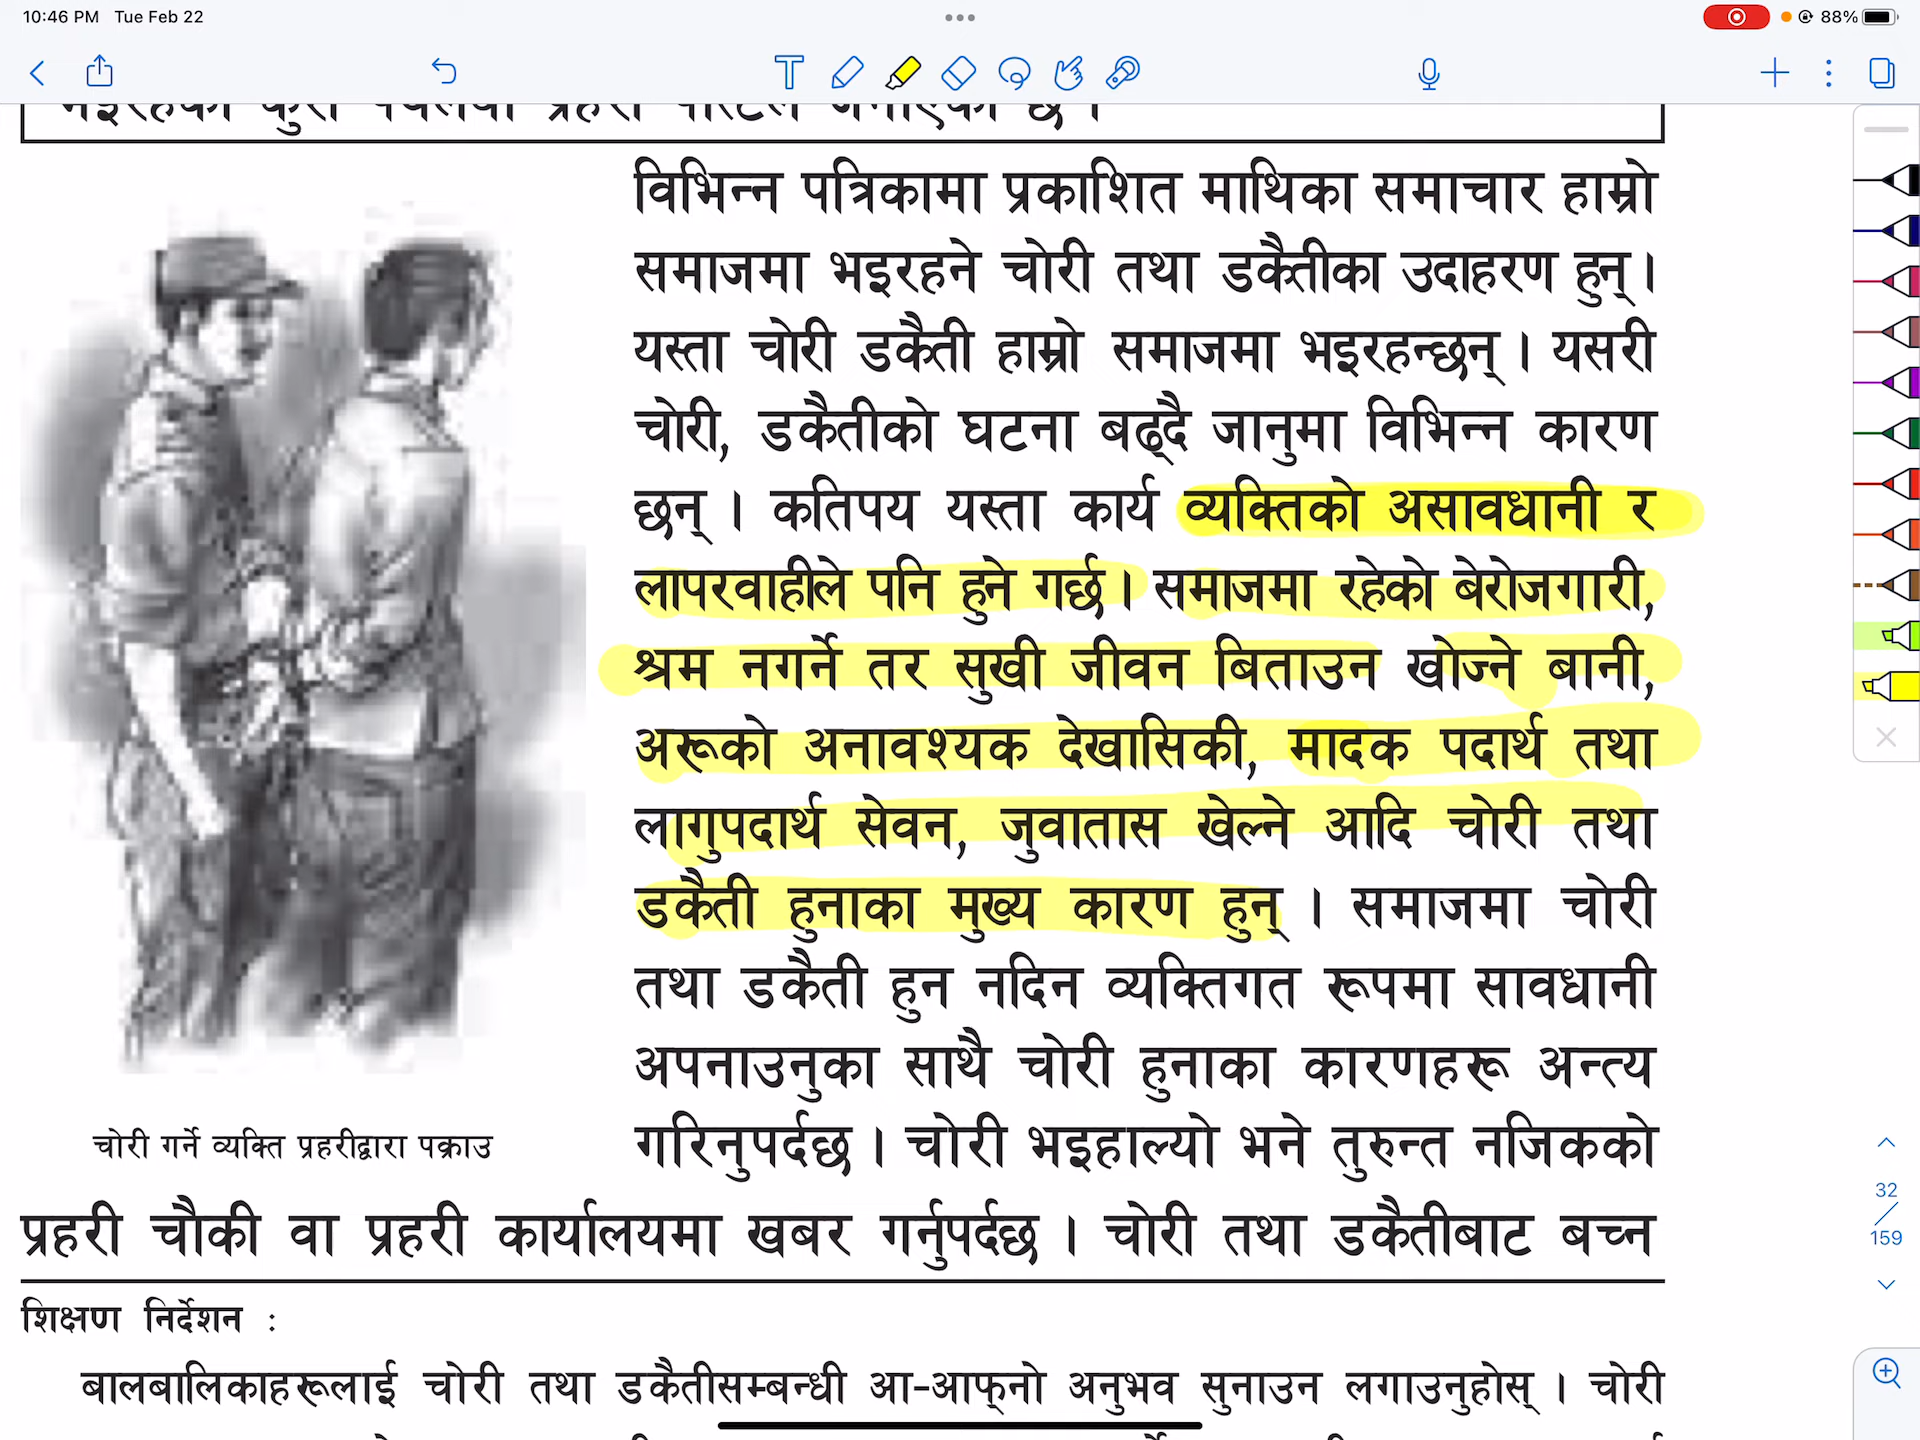 10:46 PM Tue Feb 22
88%
भइरहेको कुरा
प्रहरी
जनाएको छ ।
विभिन्न पत्रिकामा प्रकाशित माथिका समाचार हाम्रो
समाजमा भइरहने चोरी तथा डकैतीका उदाहरण हुन् ।
यस्ता चोरी डकैती हाम्रो समाजमा भइरहन्छन् । यसरी
चोरी, डकैतीको घटना बढ्दै जानुमा विभिन्न कारण
छन् । कतिपय यस्ता कार्य व्यक्तिको असावधानी र
लापरवाहीले पनि हुने गर्छ । समाजमा रहेको बेरोजगारी,
श्रम नगर्ने तर सुखी जीवन बिताउन खोज्ने बानी,
अरूको अनावश्यक देखासिकी, मादक पदार्थ तथा
लागुपदार्थ सेवन, जुवातास खेल्ने आदि चोरी तथा
डकैती हुनाका मुख्य कारण हुन् । समाजमा चोरी
तथा डकैती हुन नदिन व्यक्तिगत रूपमा सावधानी
अपनाउनुका साथै चोरी हुनाका कारणहरू अन्त्य
गरिनुपर्दछ । चोरी भइहाल्यो भने तुरुन्त नजिकको
चोरी गर्ने व्यक्ति प्रहरीद्वारा पक्राउ
प्रहरी चौकी वा प्रहरी कार्यालयमा खबर गर्नुपर्दछ । चोरी तथा डकैतीबाट बच्न
शिक्षण निर्देशन :
बालबालिकाहरूलाई चोरी तथा डकैतीसम्बन्धी आ-आफ्नो अनुभव सुनाउन लगाउनुहोस् । चोरी
32
159